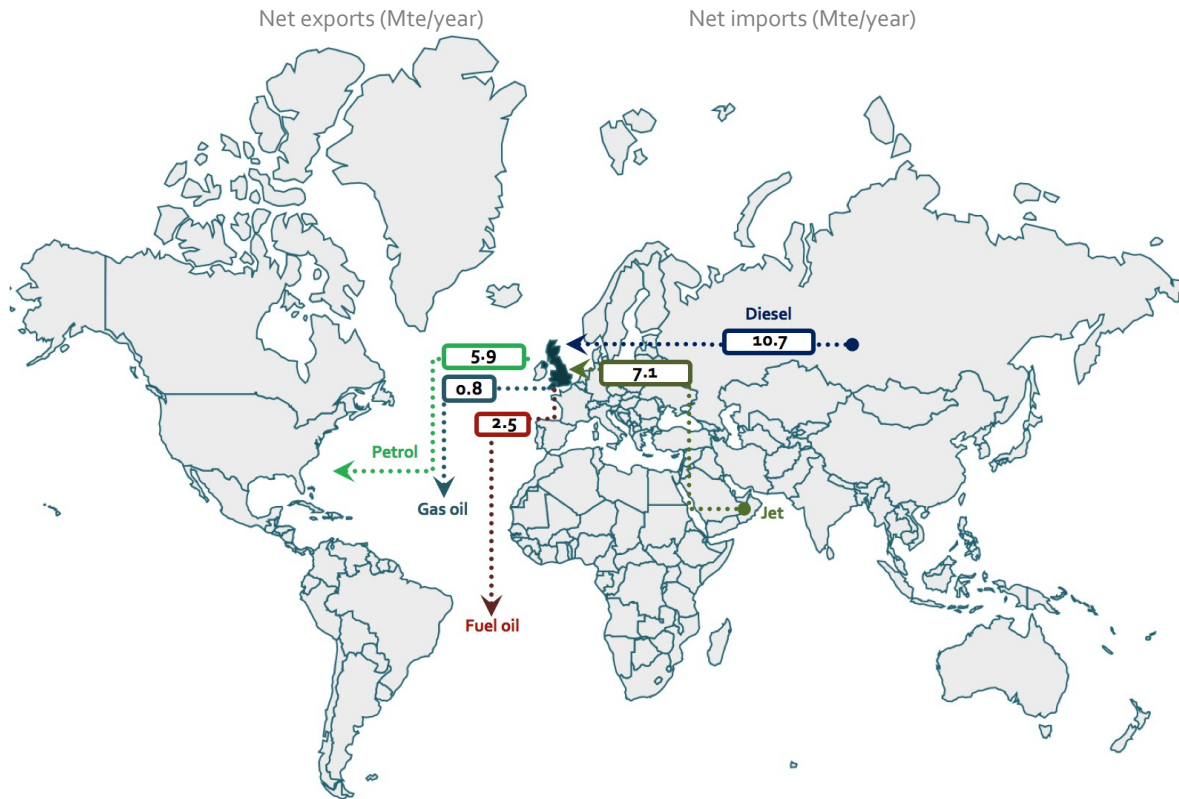 Net exports (Mte/year)
Net imports (Mte/year)
Diesel
10.7
5.9
7.1
0.8
2.5
Petrol
Gas oil
Jet
Fuel oil